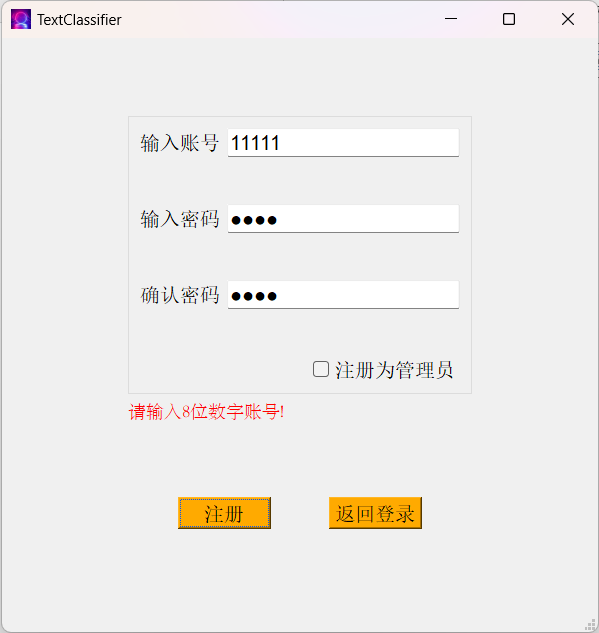 TextClassifier
输入账号 11111
输入密码 ●●●●
确认密码 ●●●●
注册为管理员
请输入8位数字账号!
注册 返回登录